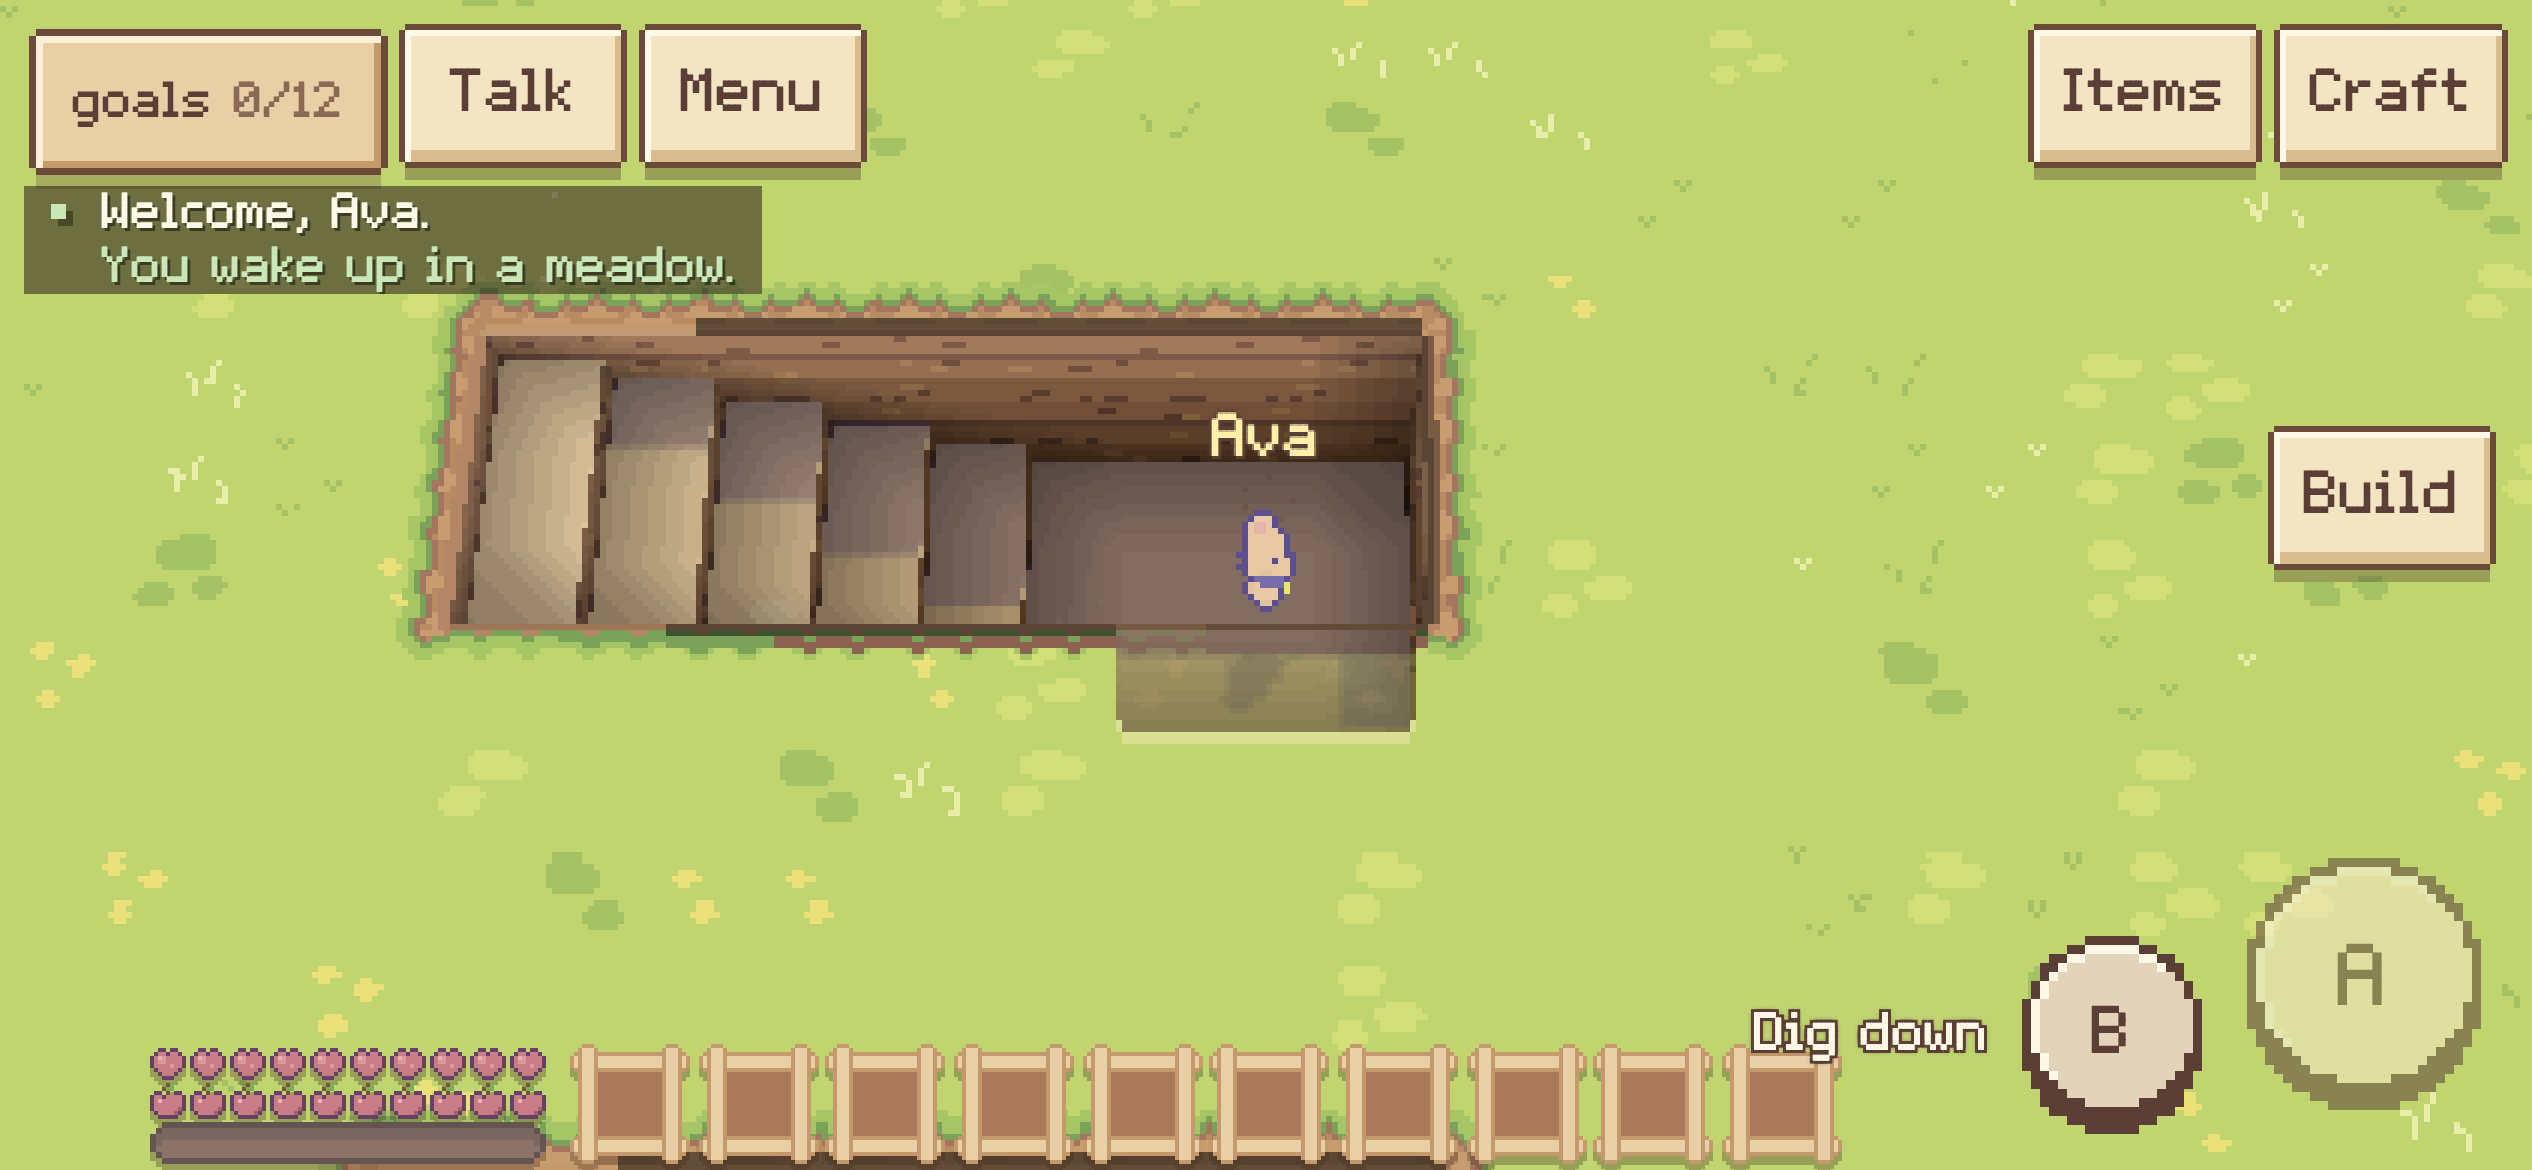 goals 0/12
Talk
Menu
Items
Craft
Welcome, Ava.
You wake up in a meadow.
Ava
Build
Dig down
B
A